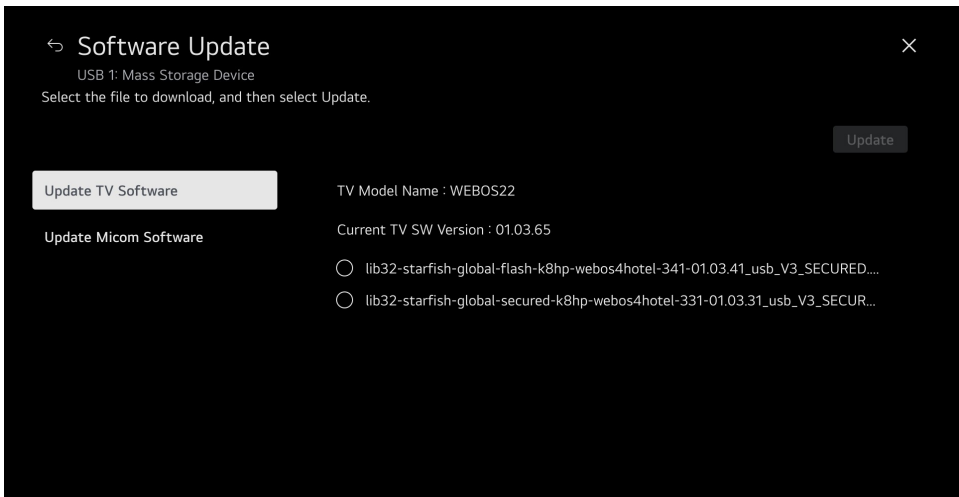 Software Update
USB 1: Mass Storage Device
Select the file to download, and then select Update.
Update
Update TV Software
Update Micom Software
TV Model Name : WEBOS22
Current TV SW Version : 01.03.65
lib32-starfish-global-flash-k8hp-webos4hotel-341-01.03.41_usb_V3_SECURED....
lib32-starfish-global-secured-k8hp-webos4hotel-331-01.03.31_usb_V3_SECUR...